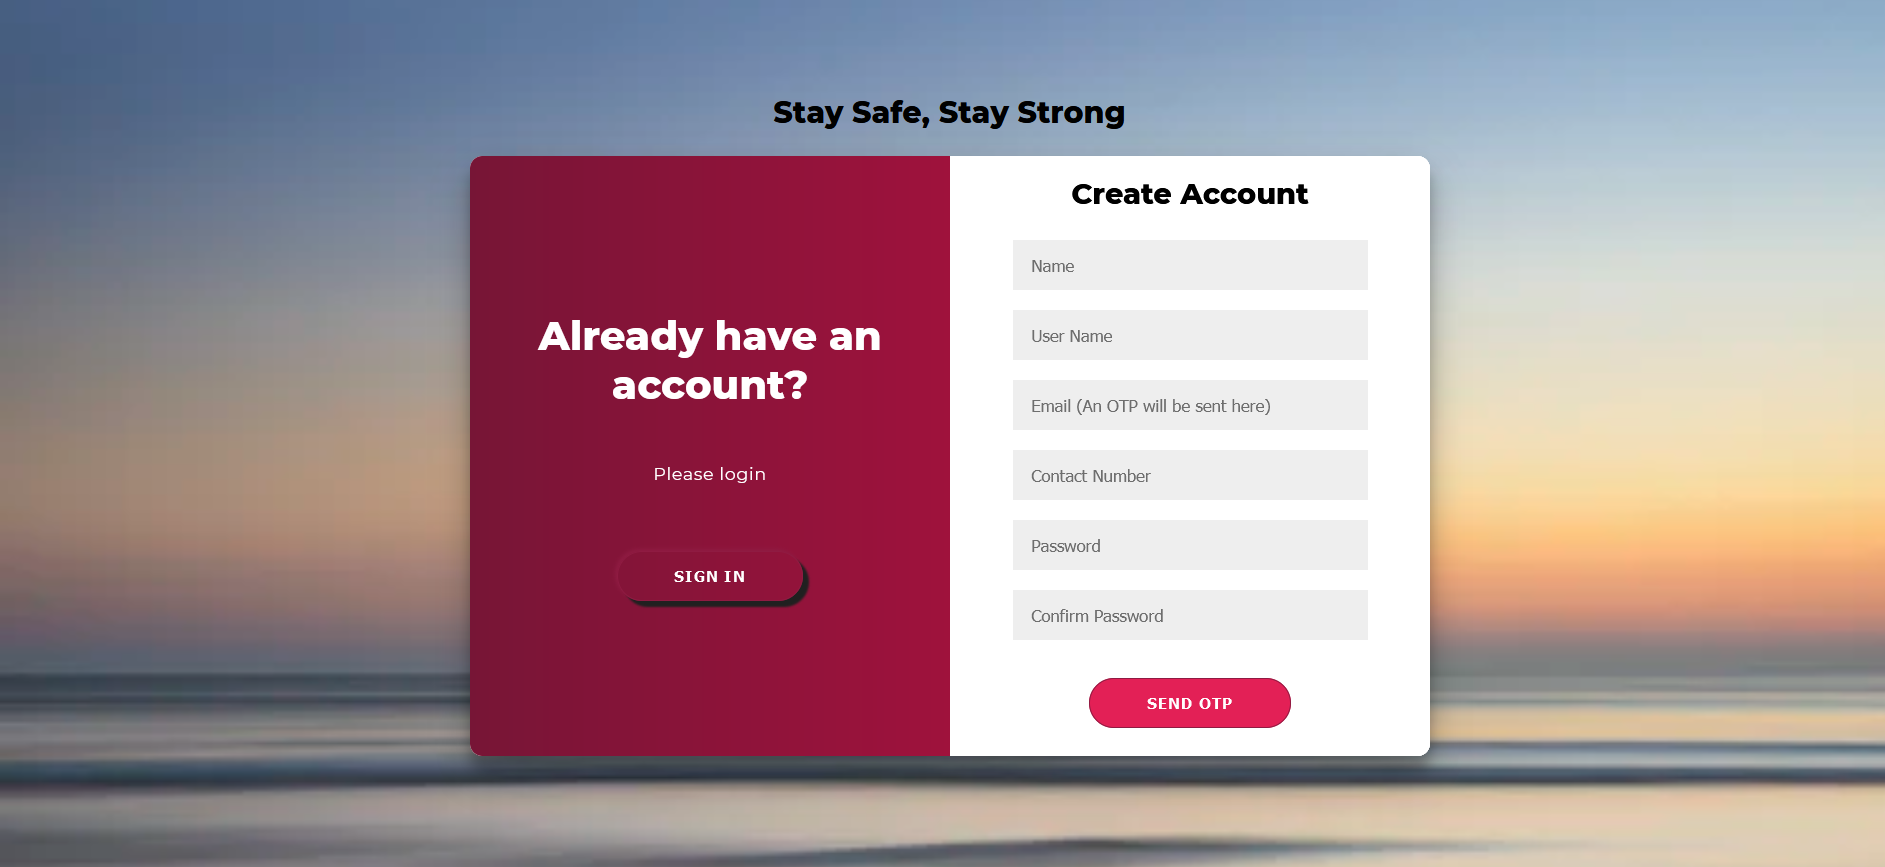 Stay Safe, Stay Strong
Already have an
account?
Please login
SIGN IN
Create Account
Name
User Name
Email (An OTP will be sent here)
Contact Number
Password
Confirm Password
SEND OTP